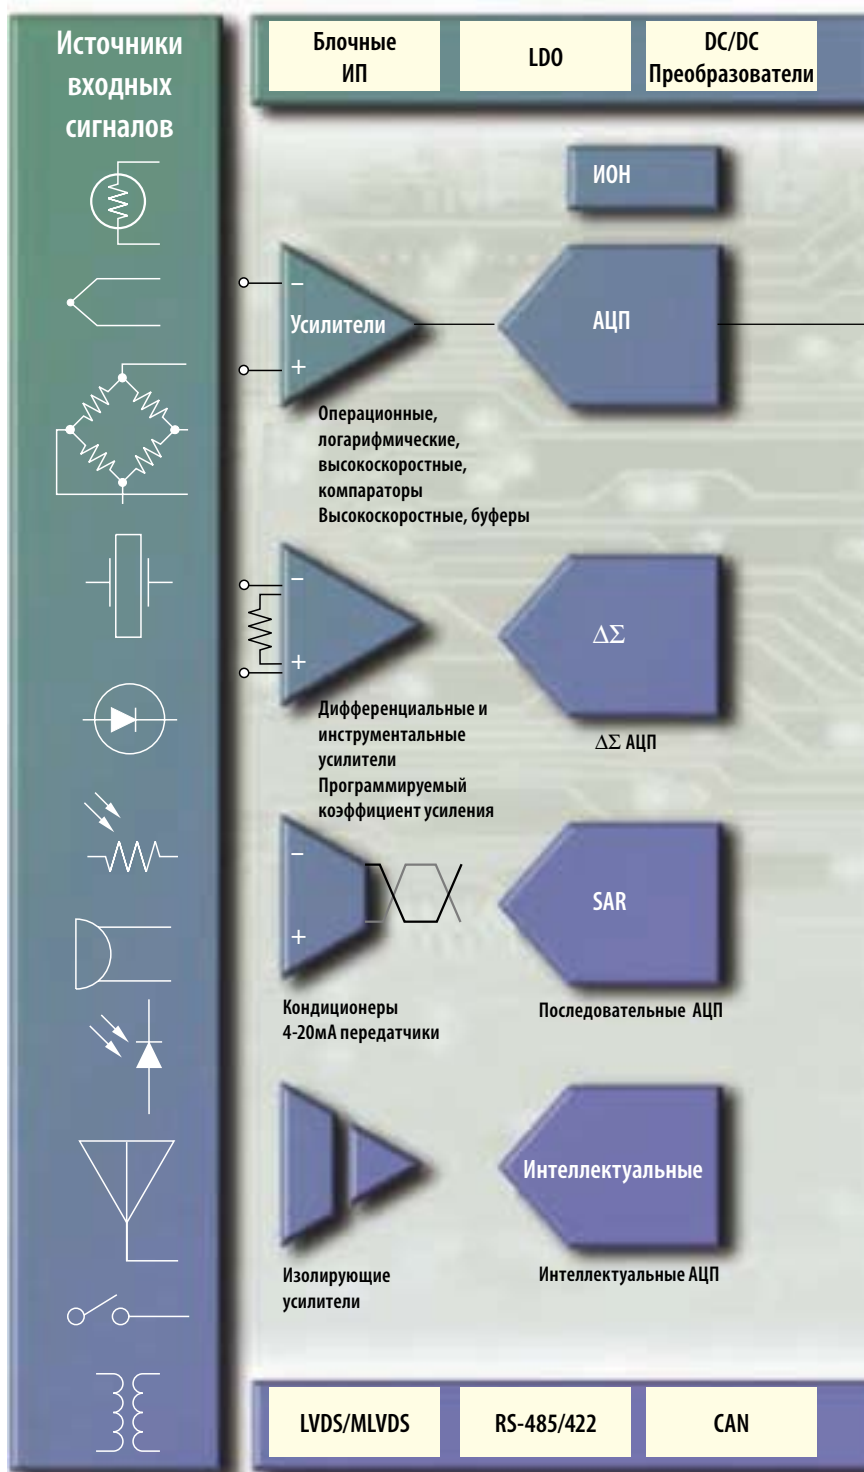 Источники
входных
сигналов
Блочные
ИП
LDO
DC/DC
Преобразователи
ИОН
−
Усилители
+
АЦП
Операционные,
логарифмические,
высокоскоростные,
компараторы
Высокоскоростные, буферы
−
+
ΔΣ
Дифференциальные и
инструментальные
усилители
Программируемый
коэффициент усиления
ΔΣ АЦП
−
+
SAR
Кондиционеры
4-20мА передатчики
Последовательные АЦП
Интеллектуальные
Изолирующие
усилители
Интеллектуальные АЦП
LVDS/MLVDS
RS-485/422
CAN